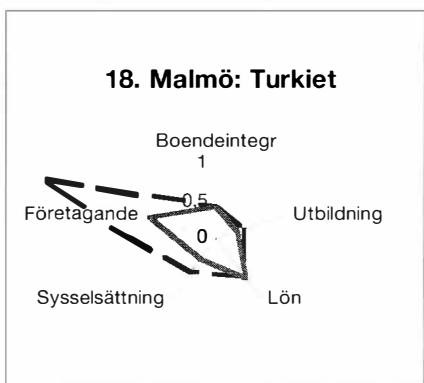 18. Malmö: Turkiet
Boendeintegr
1
0,5
Företagande
Utbildning
0
Sysselsättning
Lön